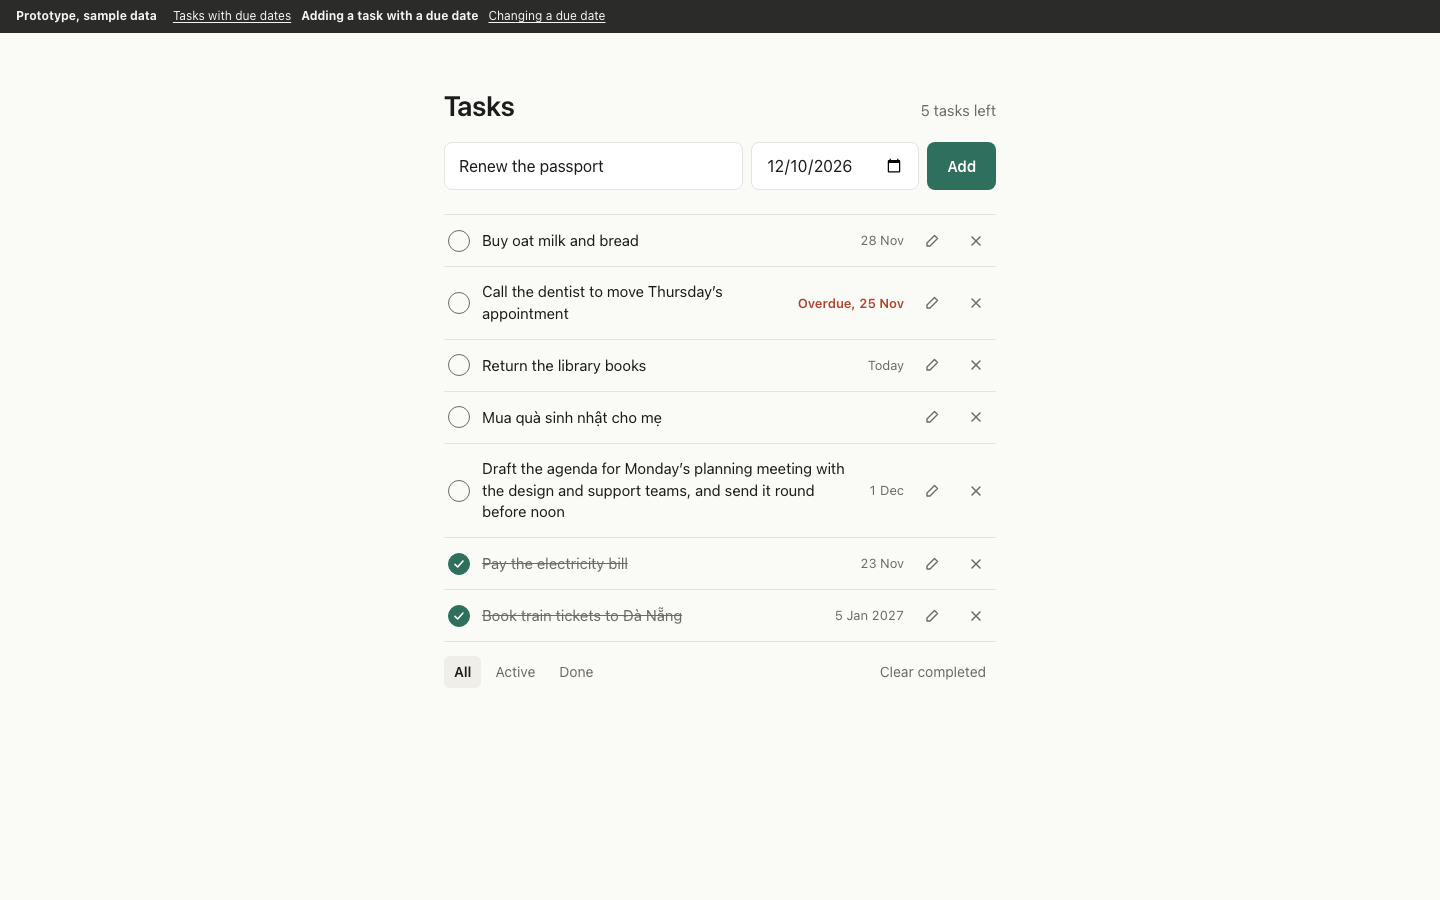 Prototype, sample data Tasks with due dates Adding a task with a due date Changing a due date
Tasks
5 tasks left
Renew the passport 12/10/2026 Add
Buy oat milk and bread 28 Nov
Call the dentist to move Thursday’s
appointment
Overdue, 25 Nov
Return the library books Today
Mua quà sinh nhật cho mẹ
Draft the agenda for Monday’s planning meeting with
the design and support teams, and send it round
before noon
1 Dec
Pay the electricity bill 23 Nov
Book train tickets to Đà Nẵng 5 Jan 2027
All Active Done Clear completed